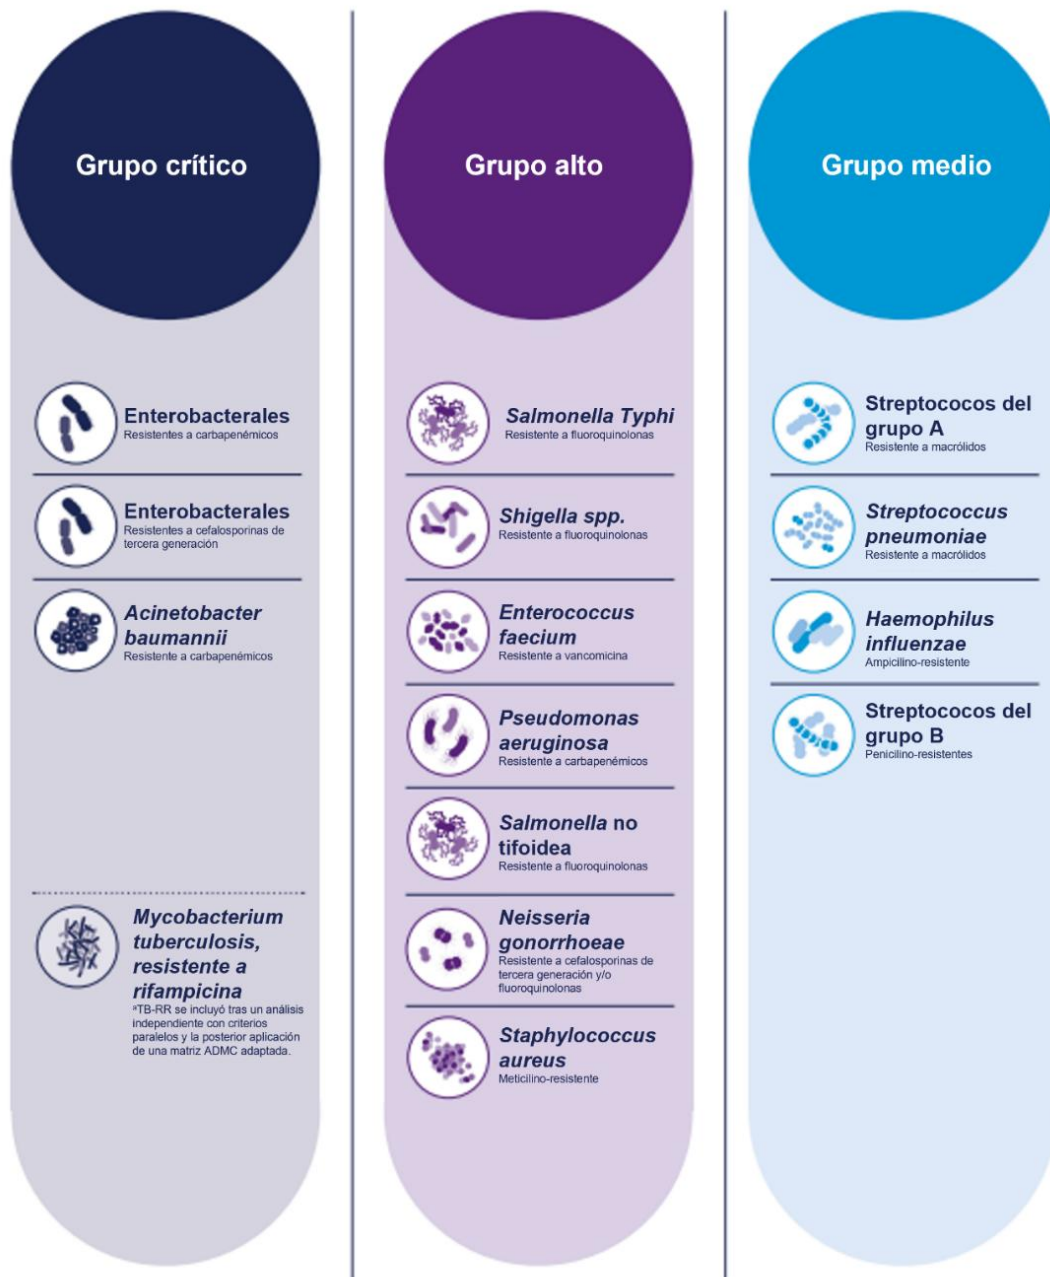 Grupo crítico
Enterobacterales
Resistentes a carbapenémicos
Enterobacterales
Resistentes a cefalosporinas de
tercera generación
Acinetobacter
baumannii
Resistente a carbapenémicos
Mycobacterium
tuberculosis,
resistente a
rifampicina
ªTB-RR se incluyó tras un análisis
independiente con criterios
paralelos y la posterior aplicación
de una matriz ADMC adaptada.
Grupo alto
Salmonella Typhi
Resistente a fluoroquinolonas
Shigella spp.
Resistente a fluoroquinolonas
Enterococcus
faecium
Resistente a vancomicina
Pseudomonas
aeruginosa
Resistente a carbapenémicos
Salmonella no
tifoidea
Resistente a fluoroquinolonas
Neisseria
gonorrhoeae
Resistente a cefalosporinas de
tercera generación y/o
fluoroquinolonas
Staphylococcus
aureus
Meticilino-resistente
Grupo medio
Streptococos del
grupo A
Resistente a macrólidos
Streptococcus
pneumoniae
Resistente a macrólidos
Haemophilus
influenzae
Ampicilino-resistente
Streptococos del
grupo B
Penicilino-resistentes